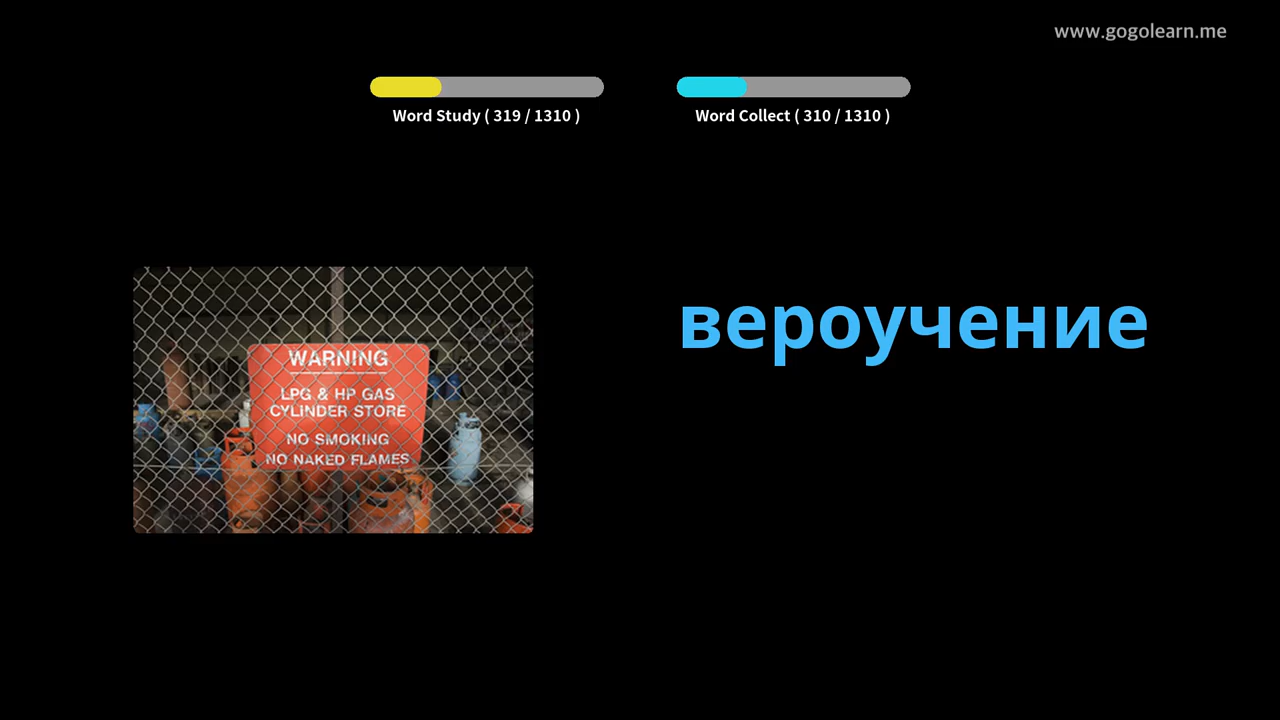 www.gogolearn.me
Word Study ( 319 / 1310 )
Word Collect ( 310 / 1310 )
WARNING
LPG & HP GAS
CYLINDER STORE
NO SMOKING
NO NAKED FLAMES
вероучение